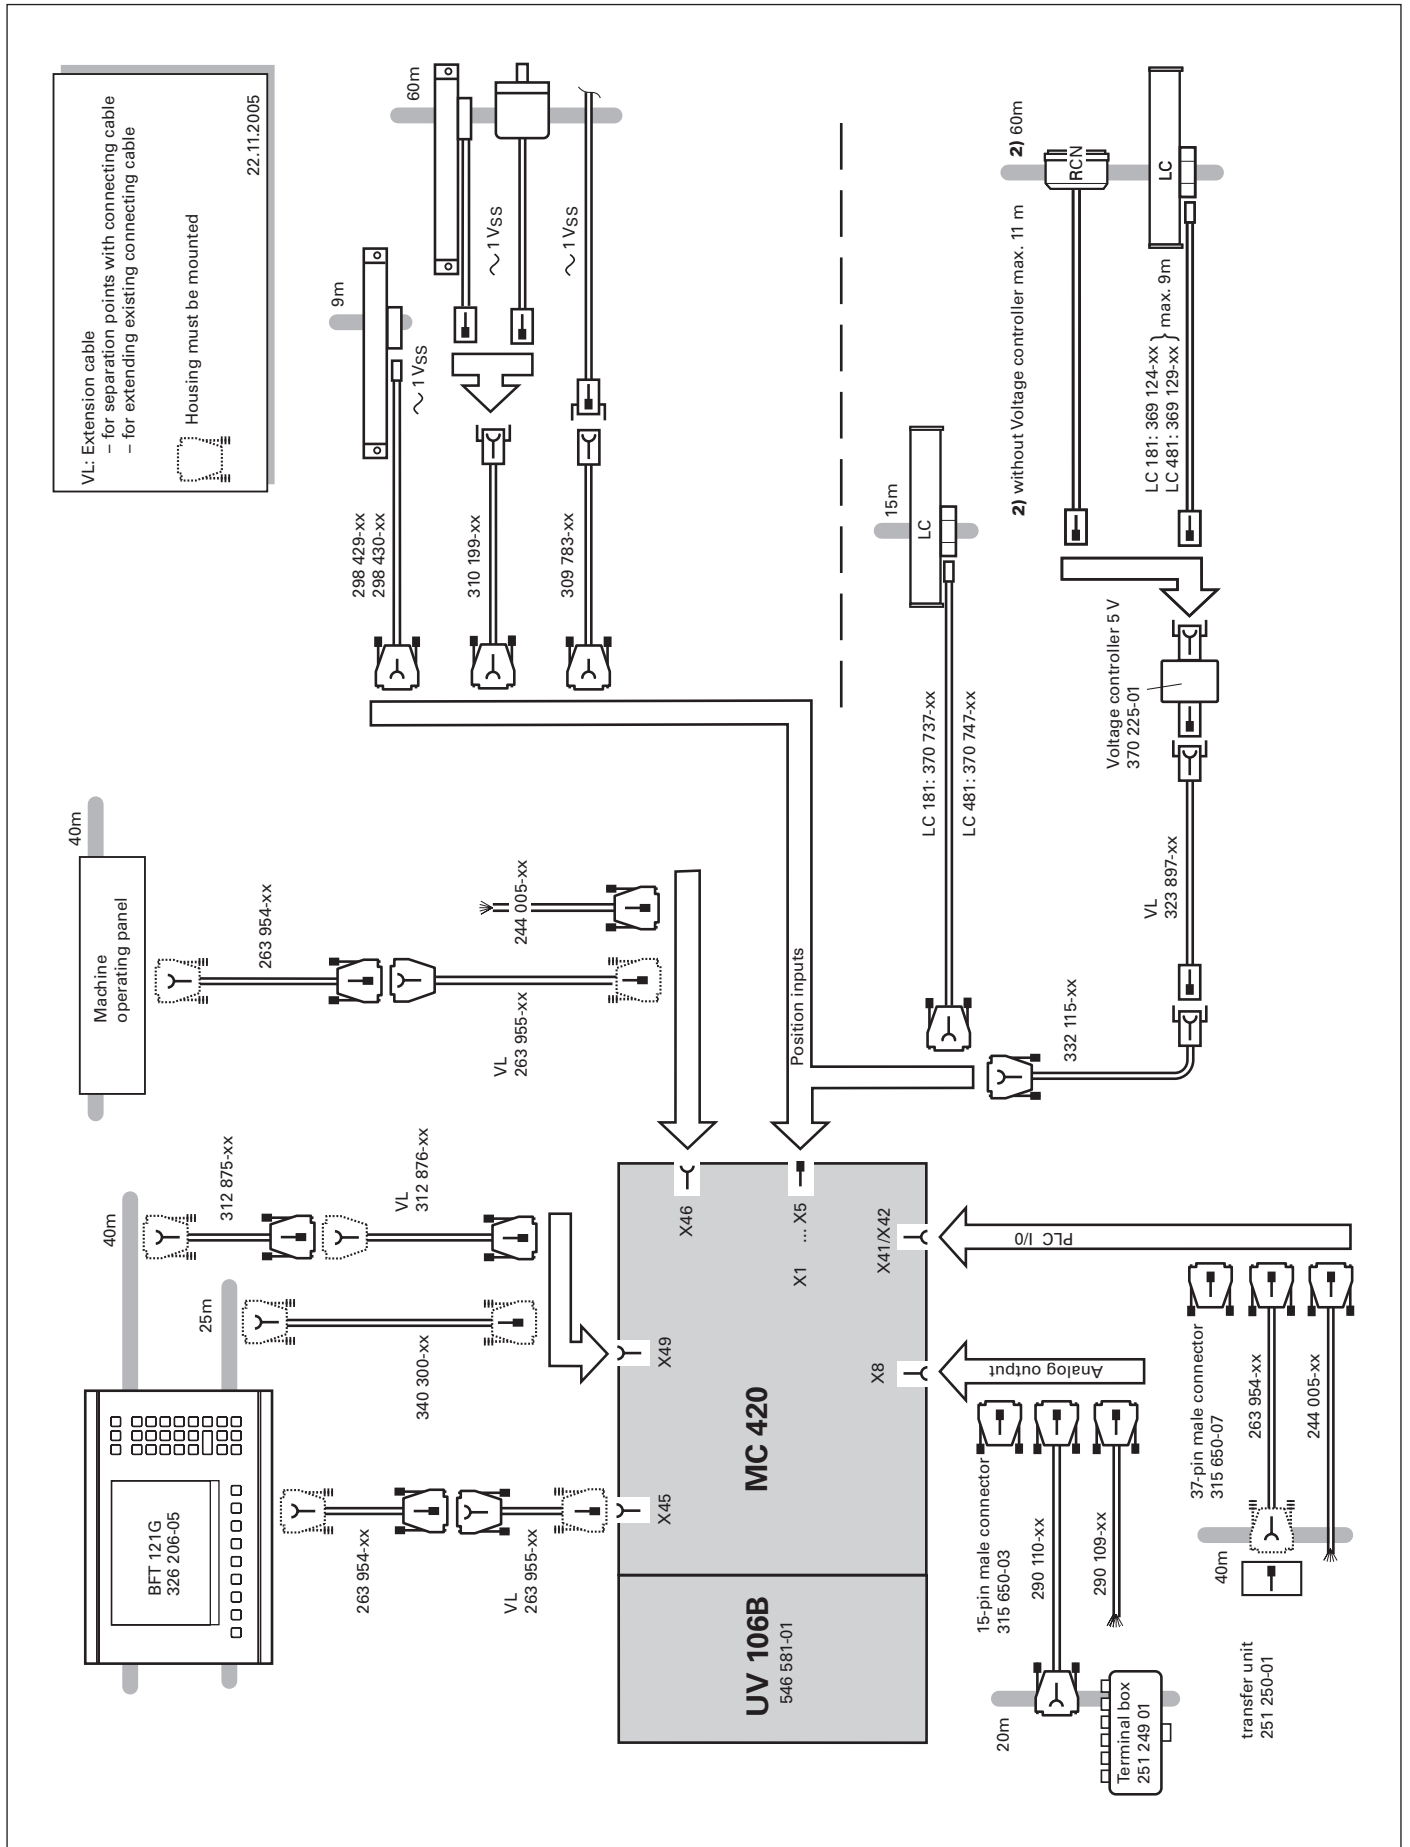 VL: Extension cable
– for separation points with connecting cable
– for extending existing connecting cable
Housing must be mounted
22.11.2005
BFT 121G
326 206-05
25m
40m
Machine
operating panel
40m
263 954-xx
VL
263 955-xx
340 300-xx
312 875-xx
VL
312 876-xx
263 954-xx
VL
263 955-xx
244 005-xx
298 429-xx
298 430-xx
9m
~ 1 VSS
310 199-xx
~ 1 VSS
60m
309 783-xx
~ 1 VSS
UV 106B
546 581-01
MC 420
X45
X49
X46
X1 ... X5
X41/X42
X8
Position inputs
PLC I/0
Analog output
LC 181: 370 737-xx
LC 481: 370 747-xx
15m
LC
332 115-xx
VL
323 897-xx
Voltage controller 5 V
370 225-01
2) without Voltage controller max. 11 m
2) 60m
RCN
LC
LC 181: 369 124-xx
LC 481: 369 129-xx
} max. 9m
15-pin male connector
315 650-03
290 110-xx
290 109-xx
20m
Terminal box
251 249 01
37-pin male connector
315 650-07
263 954-xx
244 005-xx
40m
transfer unit
251 250-01